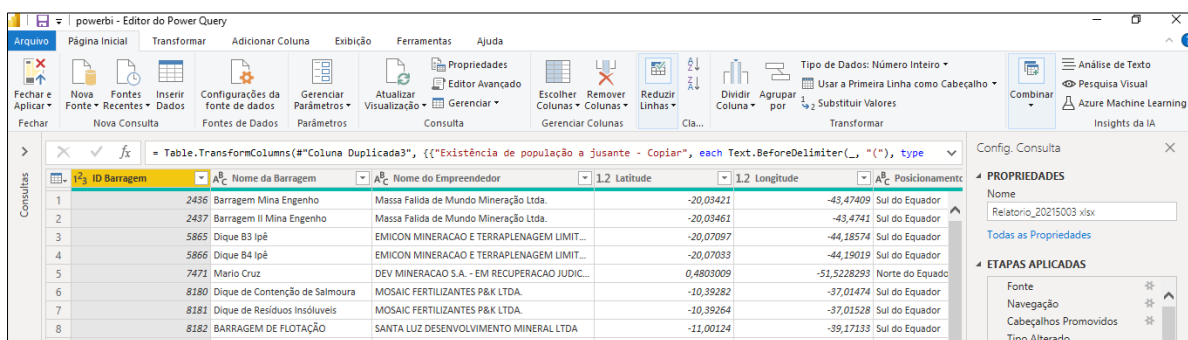 powerbi - Editor do Power Query
Arquivo Página Inicial Transformar Adicionar Coluna Exibição Ferramentas Ajuda
Fechar e Aplicar
Nova Fonte
Fontes Recentes
Inserir Dados
Configurações da fonte de dados
Gerenciar Parâmetros
Atualizar Visualização
Propriedades
Editor Avançado
Gerenciar
Escolher Colunas
Remover Colunas
Reduzir Linhas
Dividir Coluna
Agrupar por
Tipo de Dados: Número Inteiro
Usar a Primeira Linha como Cabeçalho
Substituir Valores
Combinar
Análise de Texto
Pesquisa Visual
Azure Machine Learning
Fechar Nova Consulta Fontes de Dados Parâmetros Consulta Gerenciar Colunas Cla... Transformar Insights da IA
fx = Table.TransformColumns(#"Coluna Duplicada3", {{"Existência de população a jusante - Copiar", each Text.BeforeDelimiter(_, "("), type
Consultas
123 ID Barragem ABC Nome da Barragem ABC Nome do Empreendedor 1.2 Latitude 1.2 Longitude ABC Posicionamento
1 2436 Barragem Mina Engenho Massa Falida de Mundo Mineração Ltda. -20,03421 -43,47409 Sul do Equador
2 2437 Barragem II Mina Engenho Massa Falida de Mundo Mineração Ltda. -20,03461 -43,4741 Sul do Equador
3 5865 Dique B3 Ipê EMICON MINERACAO E TERRAPLENAGEM LIMIT... -20,07097 -44,18574 Sul do Equador
4 5866 Dique B4 Ipê EMICON MINERACAO E TERRAPLENAGEM LIMIT... -20,07033 -44,19019 Sul do Equador
5 7471 Mario Cruz DEV MINERACAO S.A. - EM RECUPERACAO JUDIC... 0,4803009 -51,5228293 Norte do Equado
6 8180 Dique de Contenção de Salmoura MOSAIC FERTILIZANTES P&K LTDA. -10,39282 -37,01474 Sul do Equador
7 8181 Dique de Resíduos Insóluveis MOSAIC FERTILIZANTES P&K LTDA. -10,39264 -37,01528 Sul do Equador
8 8182 BARRAGEM DE FLOTAÇÃO SANTA LUZ DESENVOLVIMENTO MINERAL LTDA -11,00124 -39,17133 Sul do Equador
Config. Consulta
PROPRIEDADES
Nome
Relatorio_20215003 xlsx
Todas as Propriedades
ETAPAS APLICADAS
Fonte
Navegação
Cabeçalhos Promovidos
Tipo Alterado